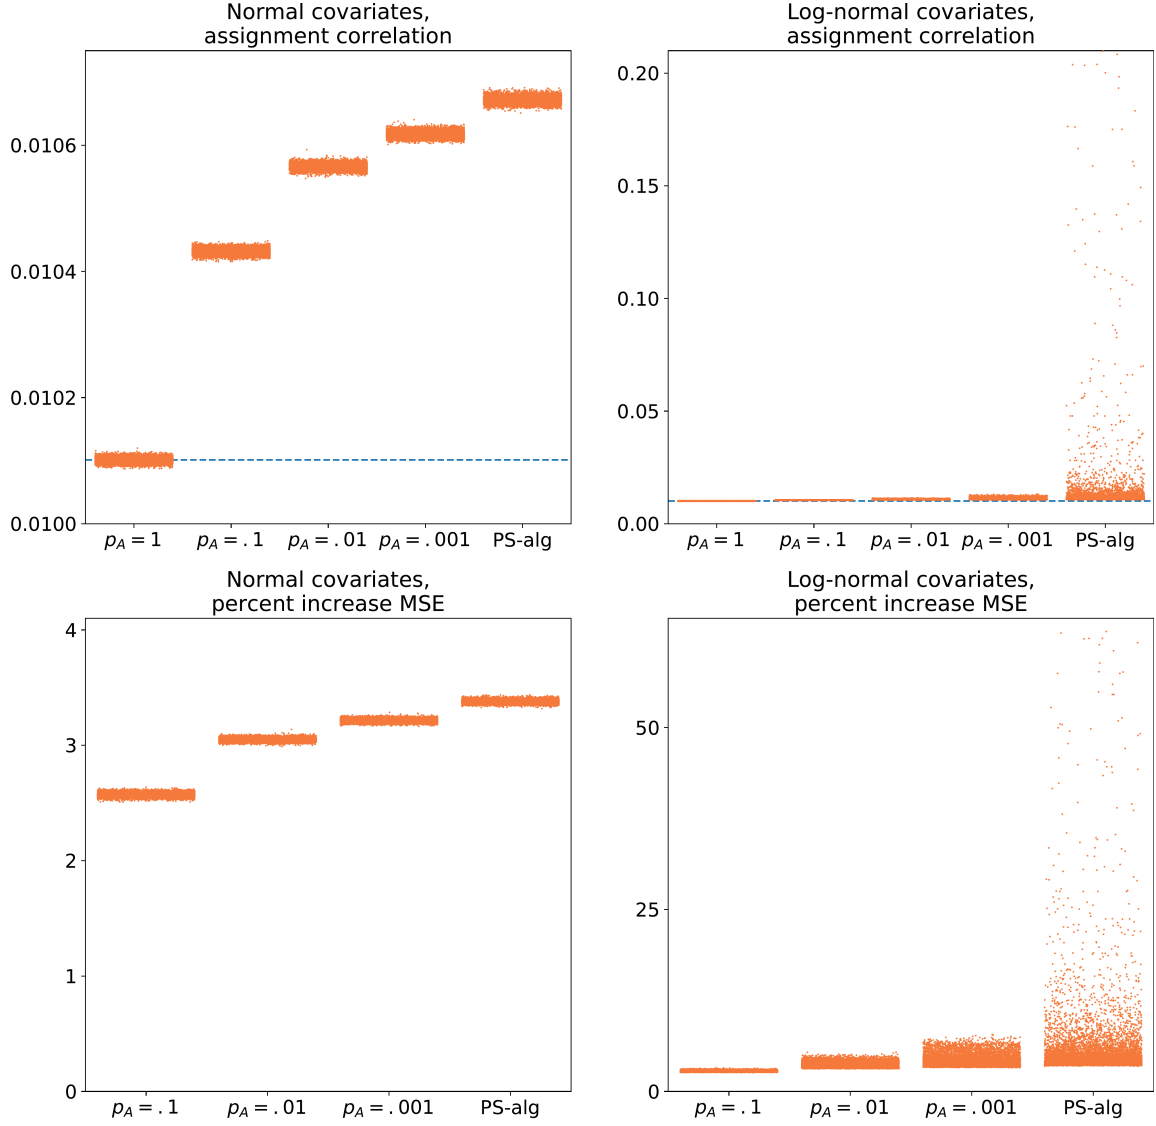 Normal covariates,
assignment correlation
0.0106
0.0104
0.0102
0.0100
p_A = 1
p_A = .1
p_A = .01
p_A = .001
PS-alg
Log-normal covariates,
assignment correlation
0.20
0.15
0.10
0.05
0.00
p_A = 1
p_A = .1
p_A = .01
p_A = .001
PS-alg
Normal covariates,
percent increase MSE
4
3
2
1
0
p_A = .1
p_A = .01
p_A = .001
PS-alg
Log-normal covariates,
percent increase MSE
50
25
0
p_A = .1
p_A = .01
p_A = .001
PS-alg